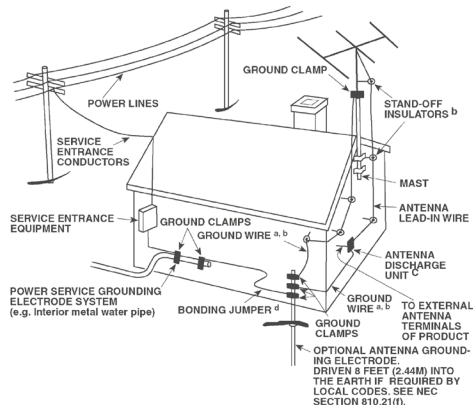 GROUND CLAMP
POWER LINES
STAND-OFF
INSULATORS b
SERVICE
ENTRANCE
CONDUCTORS
MAST
ANTENNA
LEAD-IN WIRE
SERVICE ENTRANCE
EQUIPMENT
GROUND CLAMPS
GROUND WIRE a, b
ANTENNA
DISCHARGE
UNIT C
POWER SERVICE GROUNDING
ELECTRODE SYSTEM
(e.g. Interior metal water pipe)
BONDING JUMPER d
GROUND
WIRE a, b
TO EXTERNAL
ANTENNA
TERMINALS
OF PRODUCT
GROUND
CLAMPS
OPTIONAL ANTENNA GROUND-
ING ELECTRODE.
DRIVEN 8 FEET (2.44M) INTO
THE EARTH IF REQUIRED BY
LOCAL CODES. SEE NEC
SECTION 810.21(f).